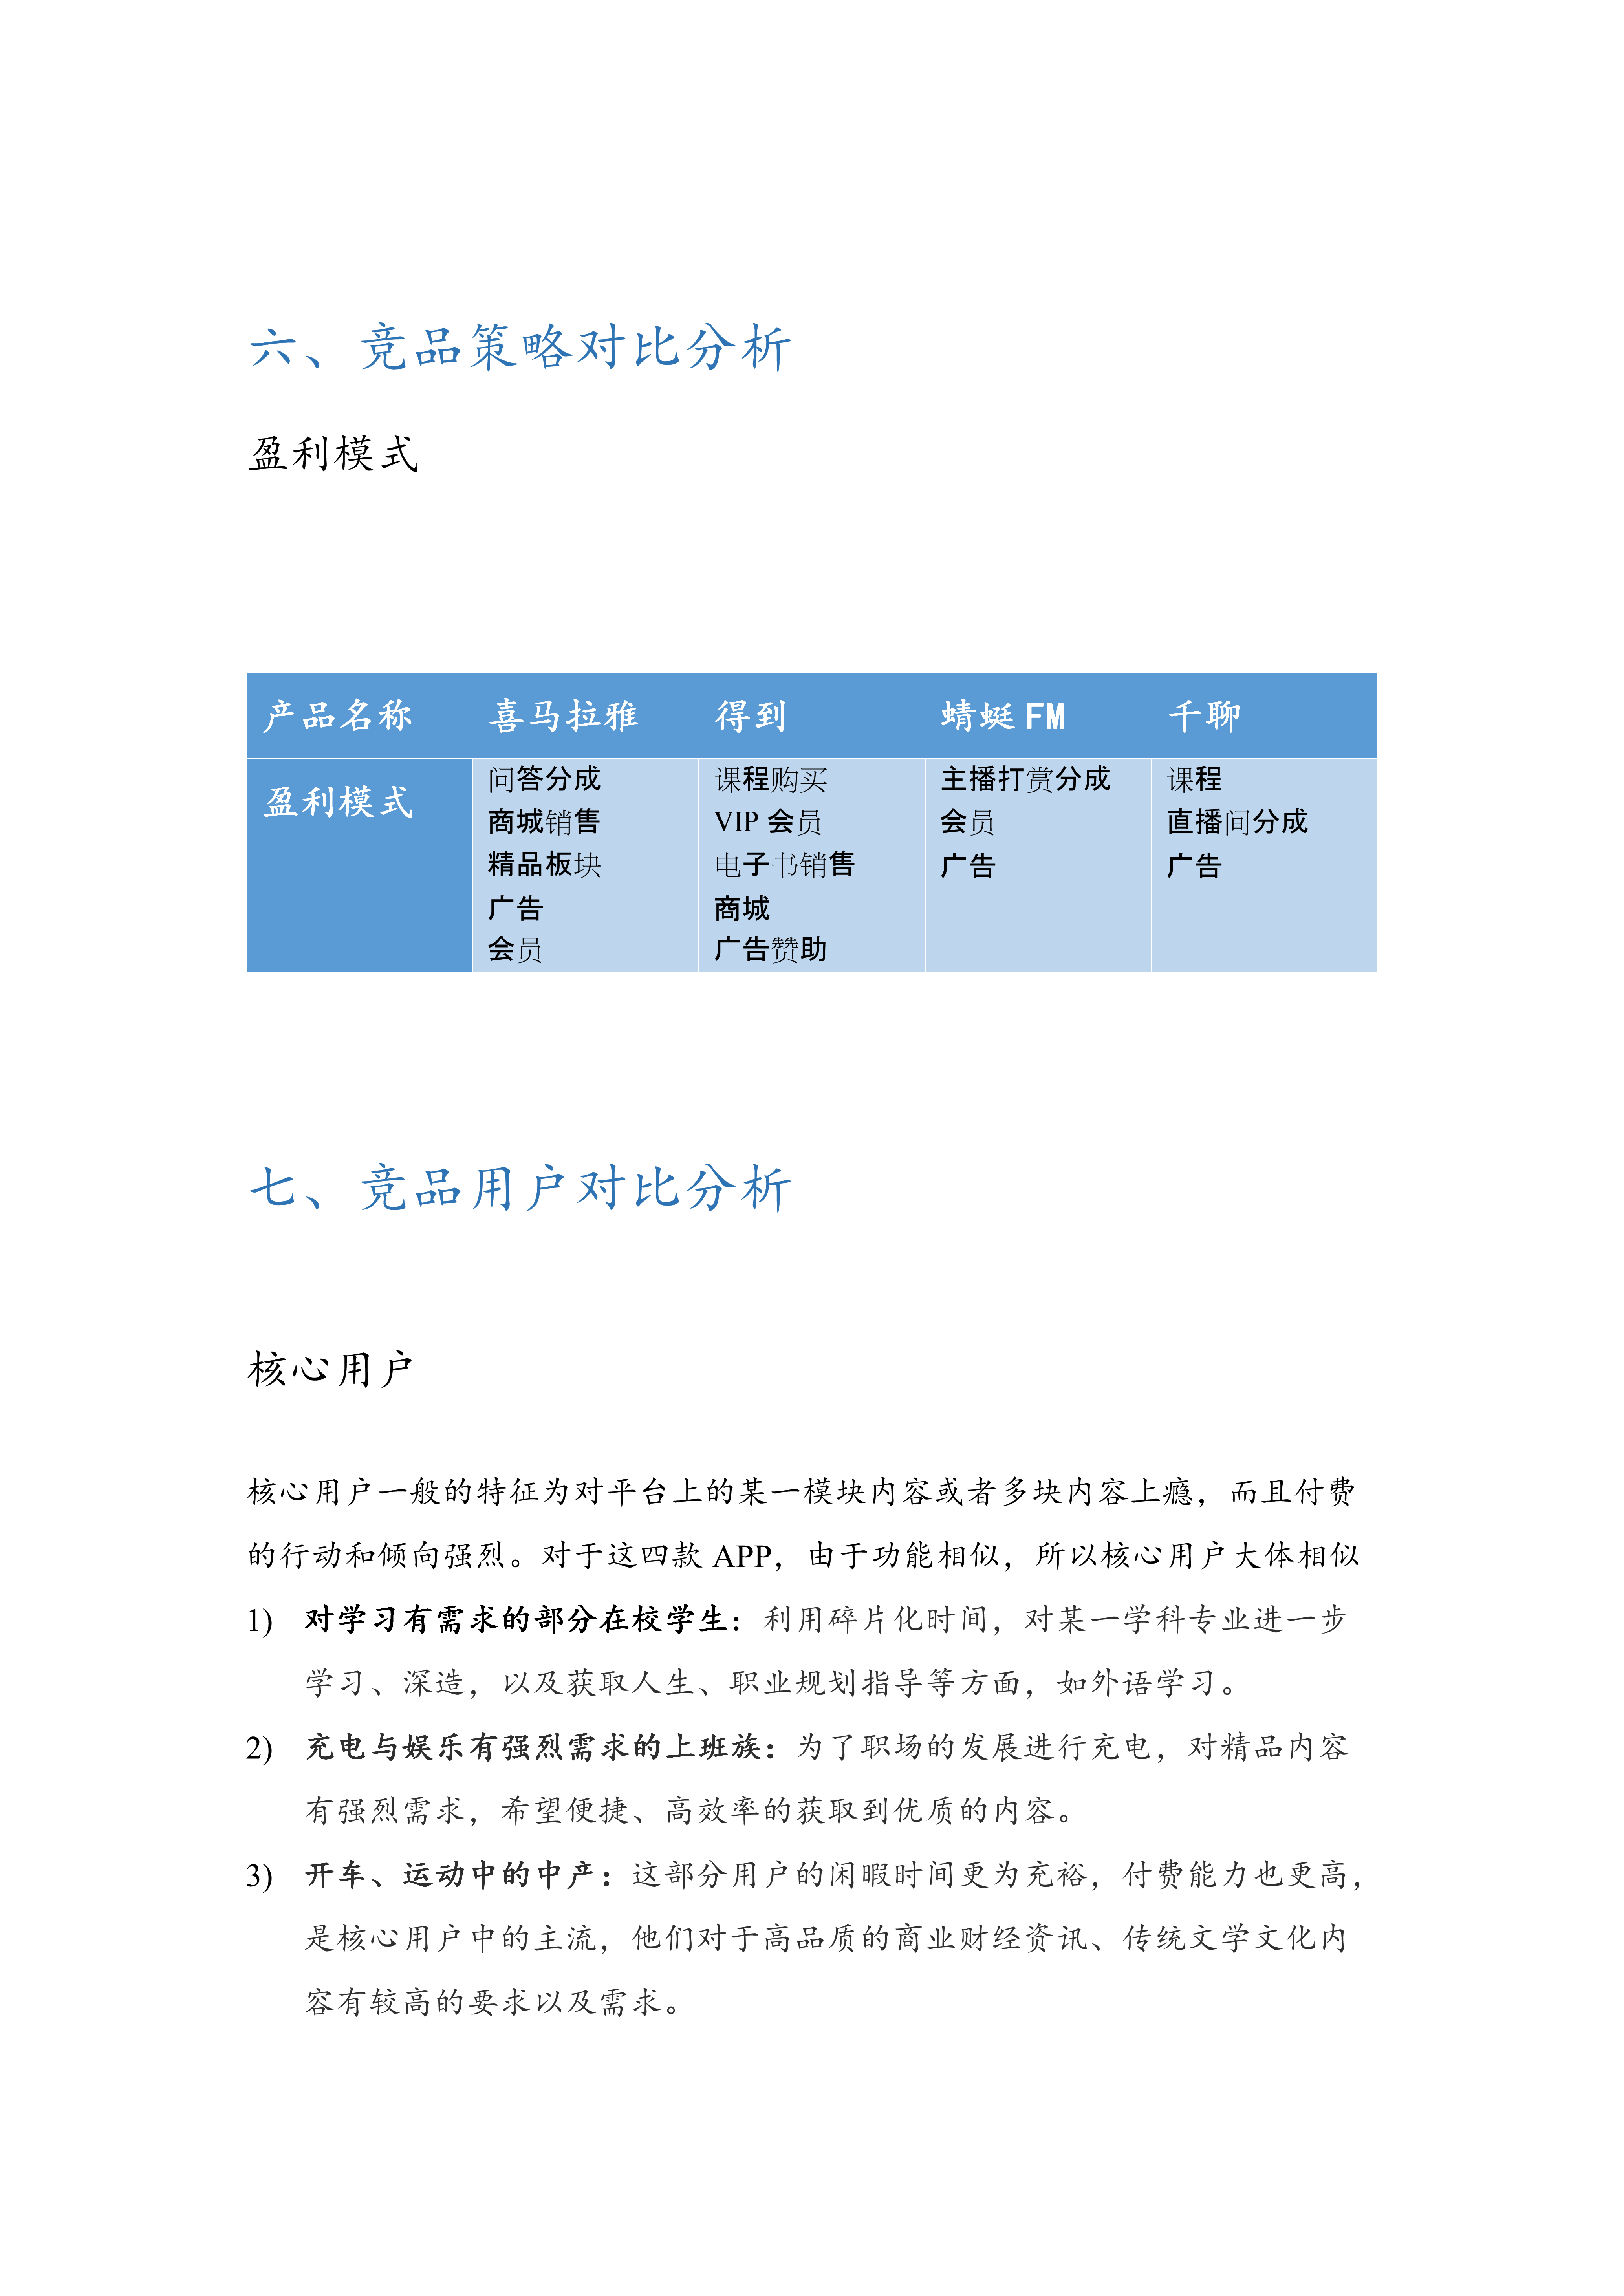 六、竞品策略对比分析
盈利模式
产品名称 喜马拉雅 得到 蜻蜓 FM 千聊
盈利模式
问答分成
商城销售
精品板块
广告
会员
课程购买
VIP 会员
电子书销售
商城
广告赞助
主播打赏分成
会员
广告
课程
直播间分成
广告
七、竞品用户对比分析
核心用户
核心用户一般的特征为对平台上的某一模块内容或者多块内容上瘾，而且付费
的行动和倾向强烈。对于这四款 APP，由于功能相似，所以核心用户大体相似
1) 对学习有需求的部分在校学生：利用碎片化时间，对某一学科专业进一步
学习、深造，以及获取人生、职业规划指导等方面，如外语学习。
2) 充电与娱乐有强烈需求的上班族：为了职场的发展进行充电，对精品内容
有强烈需求，希望便捷、高效率的获取到优质的内容。
3) 开车、运动中的中产：这部分用户的闲暇时间更为充裕，付费能力也更高，
是核心用户中的主流，他们对于高品质的商业财经资讯、传统文学文化内
容有较高的要求以及需求。